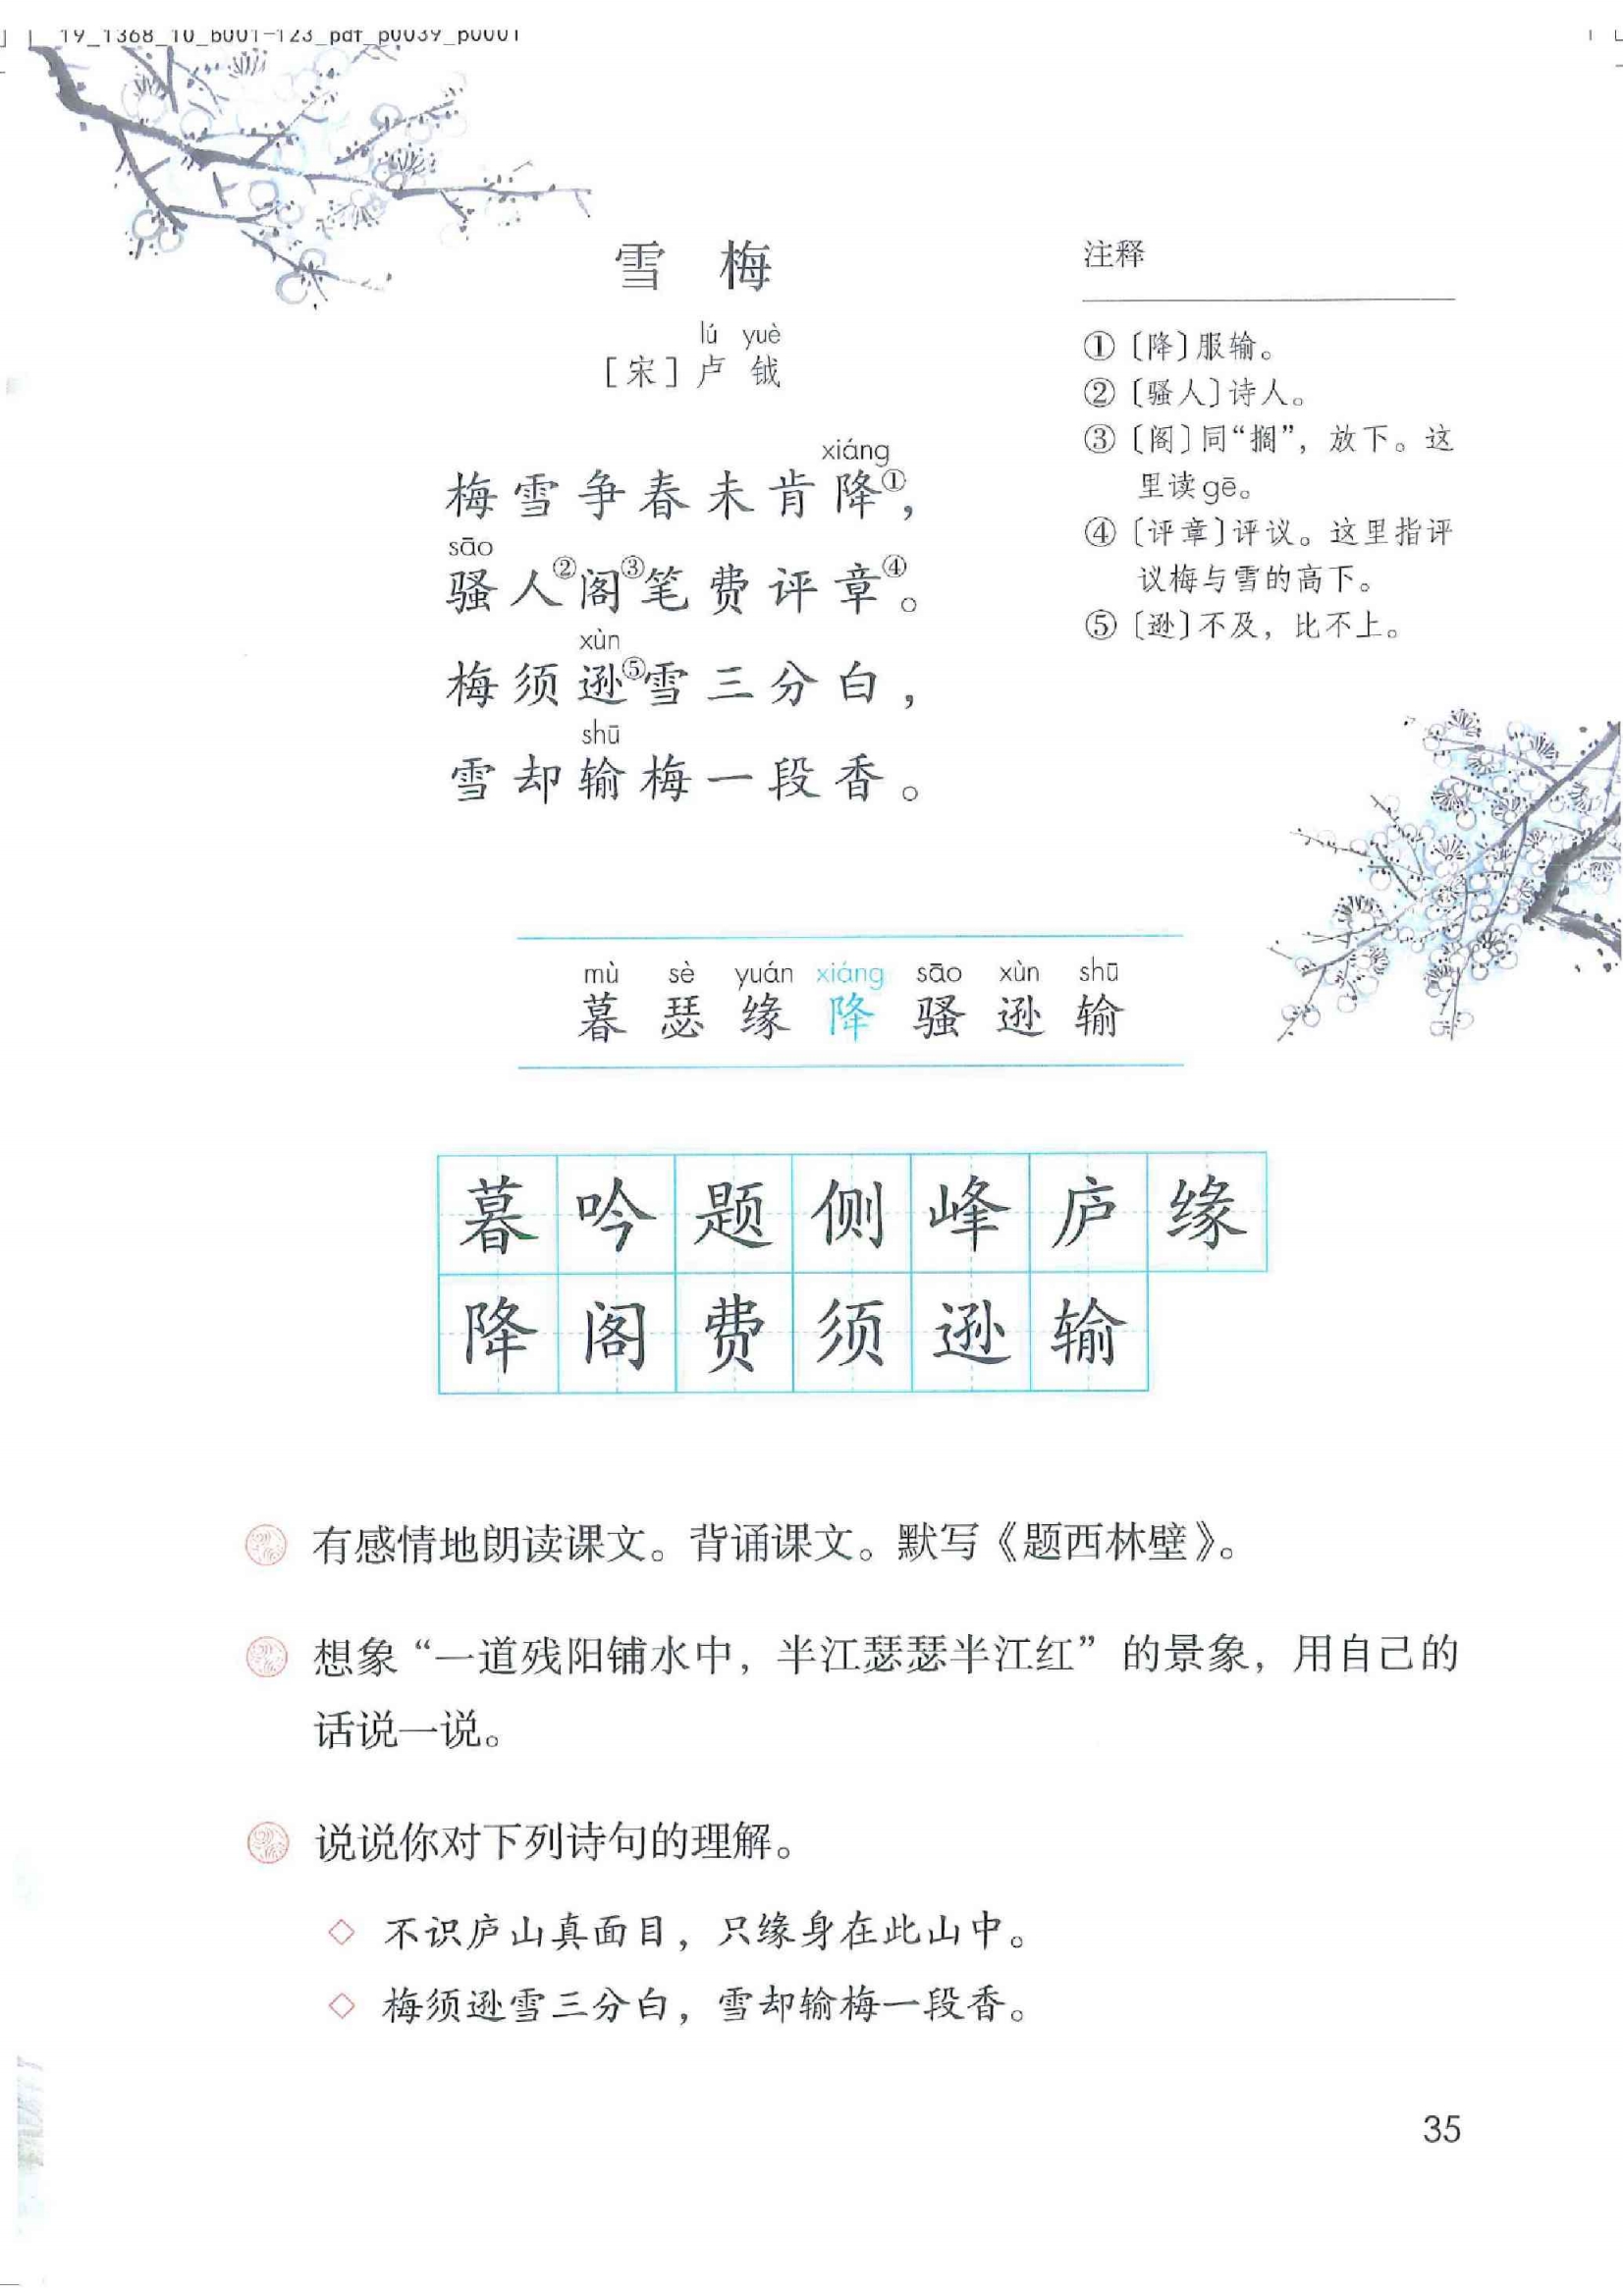 19_1368_10_b001-123_pdf_p0039_p0001
雪 梅
lú yuè
[宋] 卢 钺
xiáng
梅雪争春未肯降①，
sāo
骚人②阁③笔费评章④。
xùn
梅须逊⑤雪三分白，
shū
雪却输梅一段香。
注释
①〔降〕服输。
②〔骚人〕诗人。
③〔阁〕同“搁”，放下。这
里读gē。
④〔评章〕评议。这里指评
议梅与雪的高下。
⑤〔逊〕不及，比不上。
mù sè yuán xiáng sāo xùn shū
暮 瑟 缘 降 骚 逊 输
暮 吟 题 侧 峰 庐 缘
降 阁 费 须 逊 输
有感情地朗读课文。背诵课文。默写《题西林壁》。
想象“一道残阳铺水中，半江瑟瑟半江红”的景象，用自己的
话说一说。
说说你对下列诗句的理解。
◇ 不识庐山真面目，只缘身在此山中。
◇ 梅须逊雪三分白，雪却输梅一段香。
35